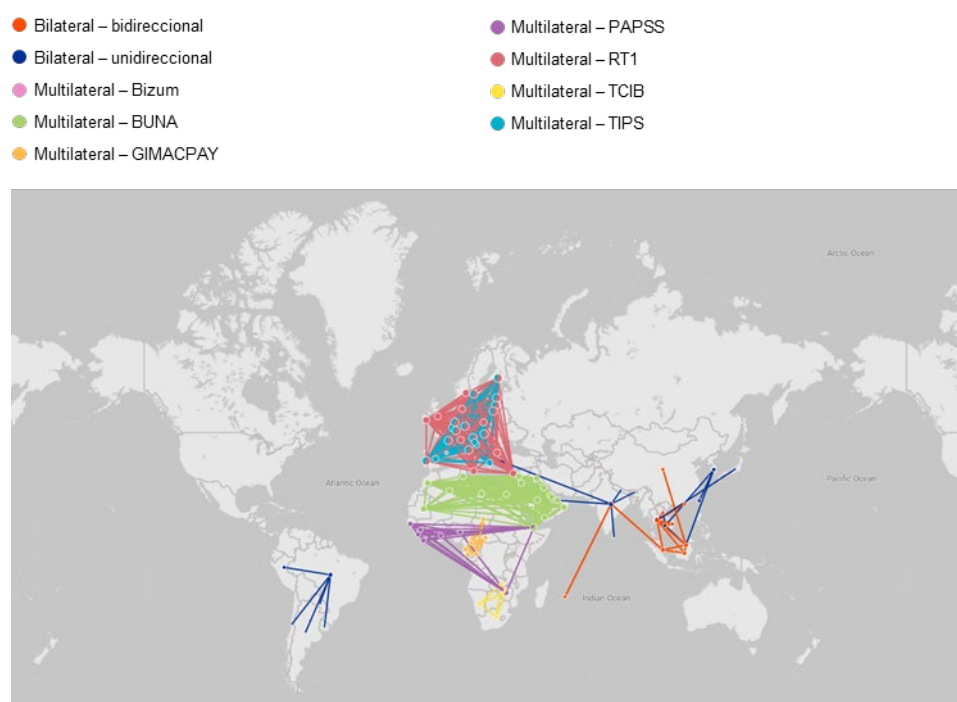 Bilateral – bidireccional
Bilateral – unidireccional
Multilateral – Bizum
Multilateral – BUNA
Multilateral – GIMACPAY
Multilateral – PAPSS
Multilateral – RT1
Multilateral – TCIB
Multilateral – TIPS
Arctic Ocean
Atlantic Ocean
Pacific Ocean
Indian Ocean